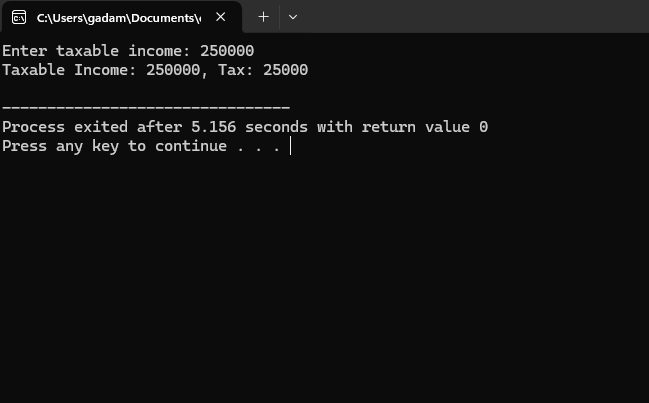 C:\Users\gadam\Documents\
Enter taxable income: 250000
Taxable Income: 250000, Tax: 25000
--------------------------------
Process exited after 5.156 seconds with return value 0
Press any key to continue . . .